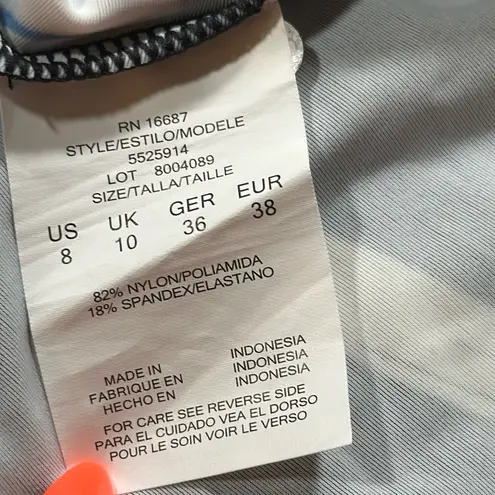 RN 16687
STYLE/ESTILO/MODELE
5525914
LOT 8004089
SIZE/TALLA/TAILLE
US UK GER EUR
8 10 36 38
82% NYLON/POLIAMIDA
18% SPANDEX/ELASTANO
MADE IN INDONESIA
FABRIQUE EN INDONESIA
HECHO EN INDONESIA
FOR CARE SEE REVERSE SIDE
PARA EL CUIDADO VEA EL DORSO
POUR LE SOIN VOIR LE VERSO